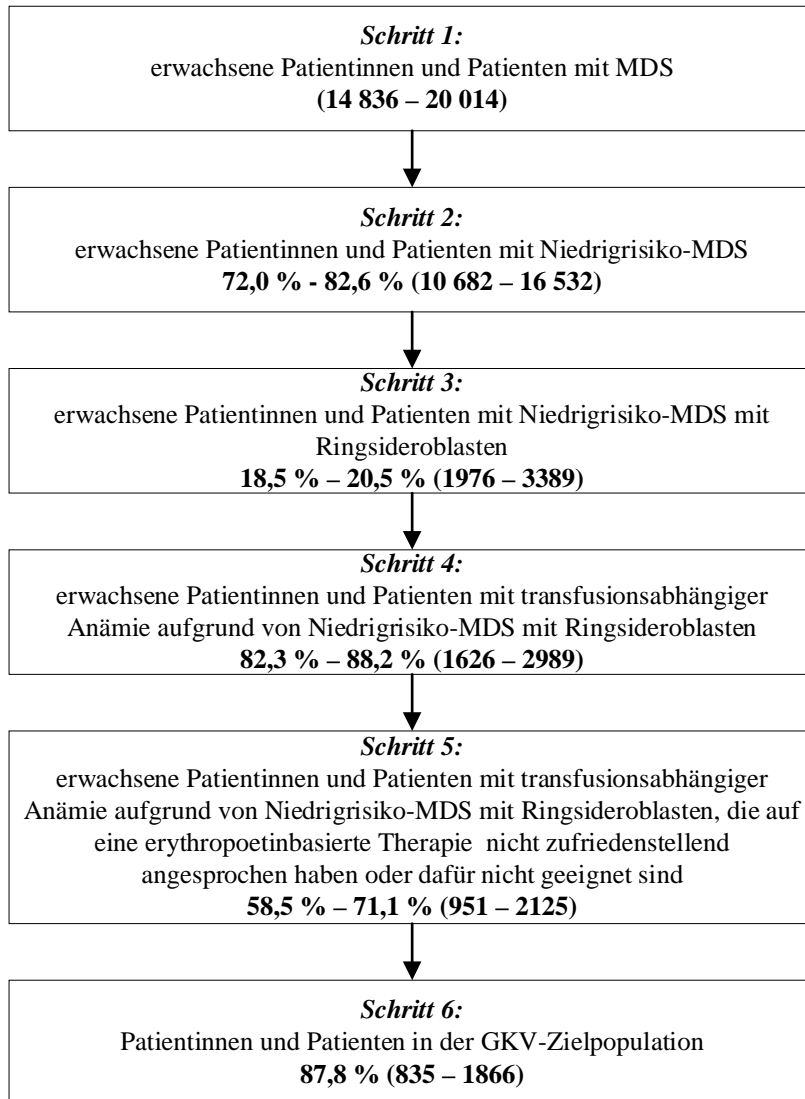 Schritt 1:
erwachsene Patientinnen und Patienten mit MDS
(14 836 – 20 014)
Schritt 2:
erwachsene Patientinnen und Patienten mit Niedrigrisiko-MDS
72,0 % - 82,6 % (10 682 – 16 532)
Schritt 3:
erwachsene Patientinnen und Patienten mit Niedrigrisiko-MDS mit
Ringsideroblasten
18,5 % – 20,5 % (1976 – 3389)
Schritt 4:
erwachsene Patientinnen und Patienten mit transfusionsabhängiger
Anämie aufgrund von Niedrigrisiko-MDS mit Ringsideroblasten
82,3 % – 88,2 % (1626 – 2989)
Schritt 5:
erwachsene Patientinnen und Patienten mit transfusionsabhängiger
Anämie aufgrund von Niedrigrisiko-MDS mit Ringsideroblasten, die auf
eine erythropoetinbasierte Therapie nicht zufriedenstellend
angesprochen haben oder dafür nicht geeignet sind
58,5 % – 71,1 % (951 – 2125)
Schritt 6:
Patientinnen und Patienten in der GKV-Zielpopulation
87,8 % (835 – 1866)